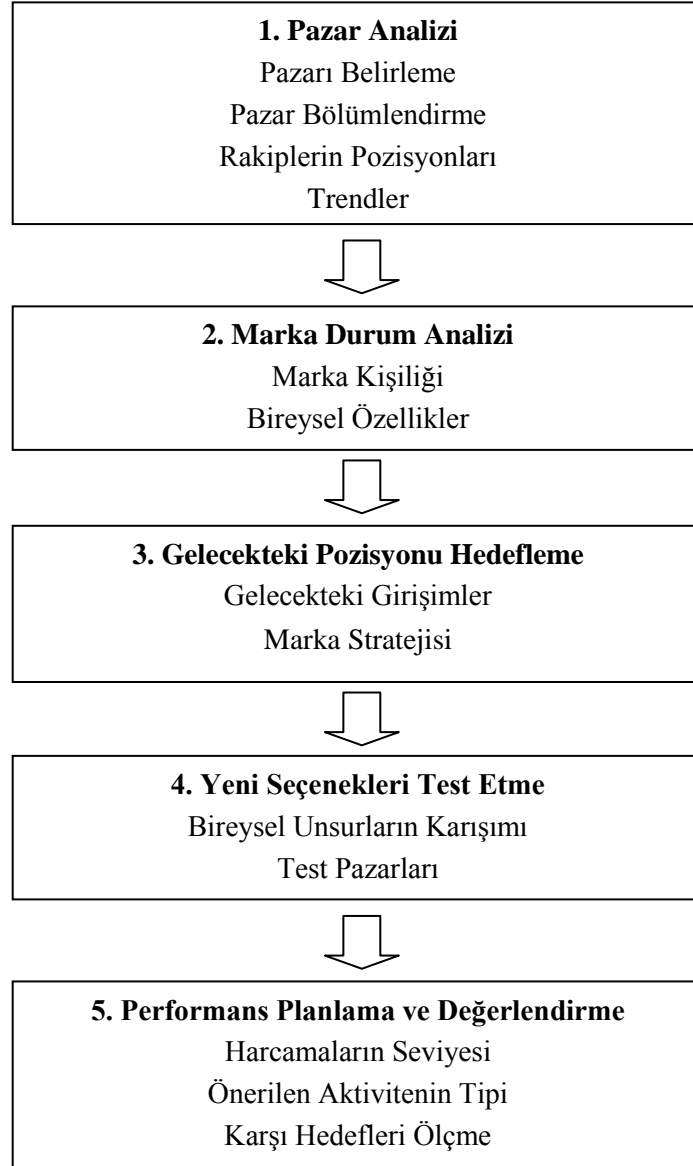 1. Pazar Analizi
Pazarı Belirleme
Pazar Bölümlendirme
Rakiplerin Pozisyonları
Trendler
2. Marka Durum Analizi
Marka Kişiliği
Bireysel Özellikler
3. Gelecekteki Pozisyonu Hedefleme
Gelecekteki Girişimler
Marka Stratejisi
4. Yeni Seçenekleri Test Etme
Bireysel Unsurların Karışımı
Test Pazarları
5. Performans Planlama ve Değerlendirme
Harcamaların Seviyesi
Önerilen Aktivitenin Tipi
Karşı Hedefleri Ölçme